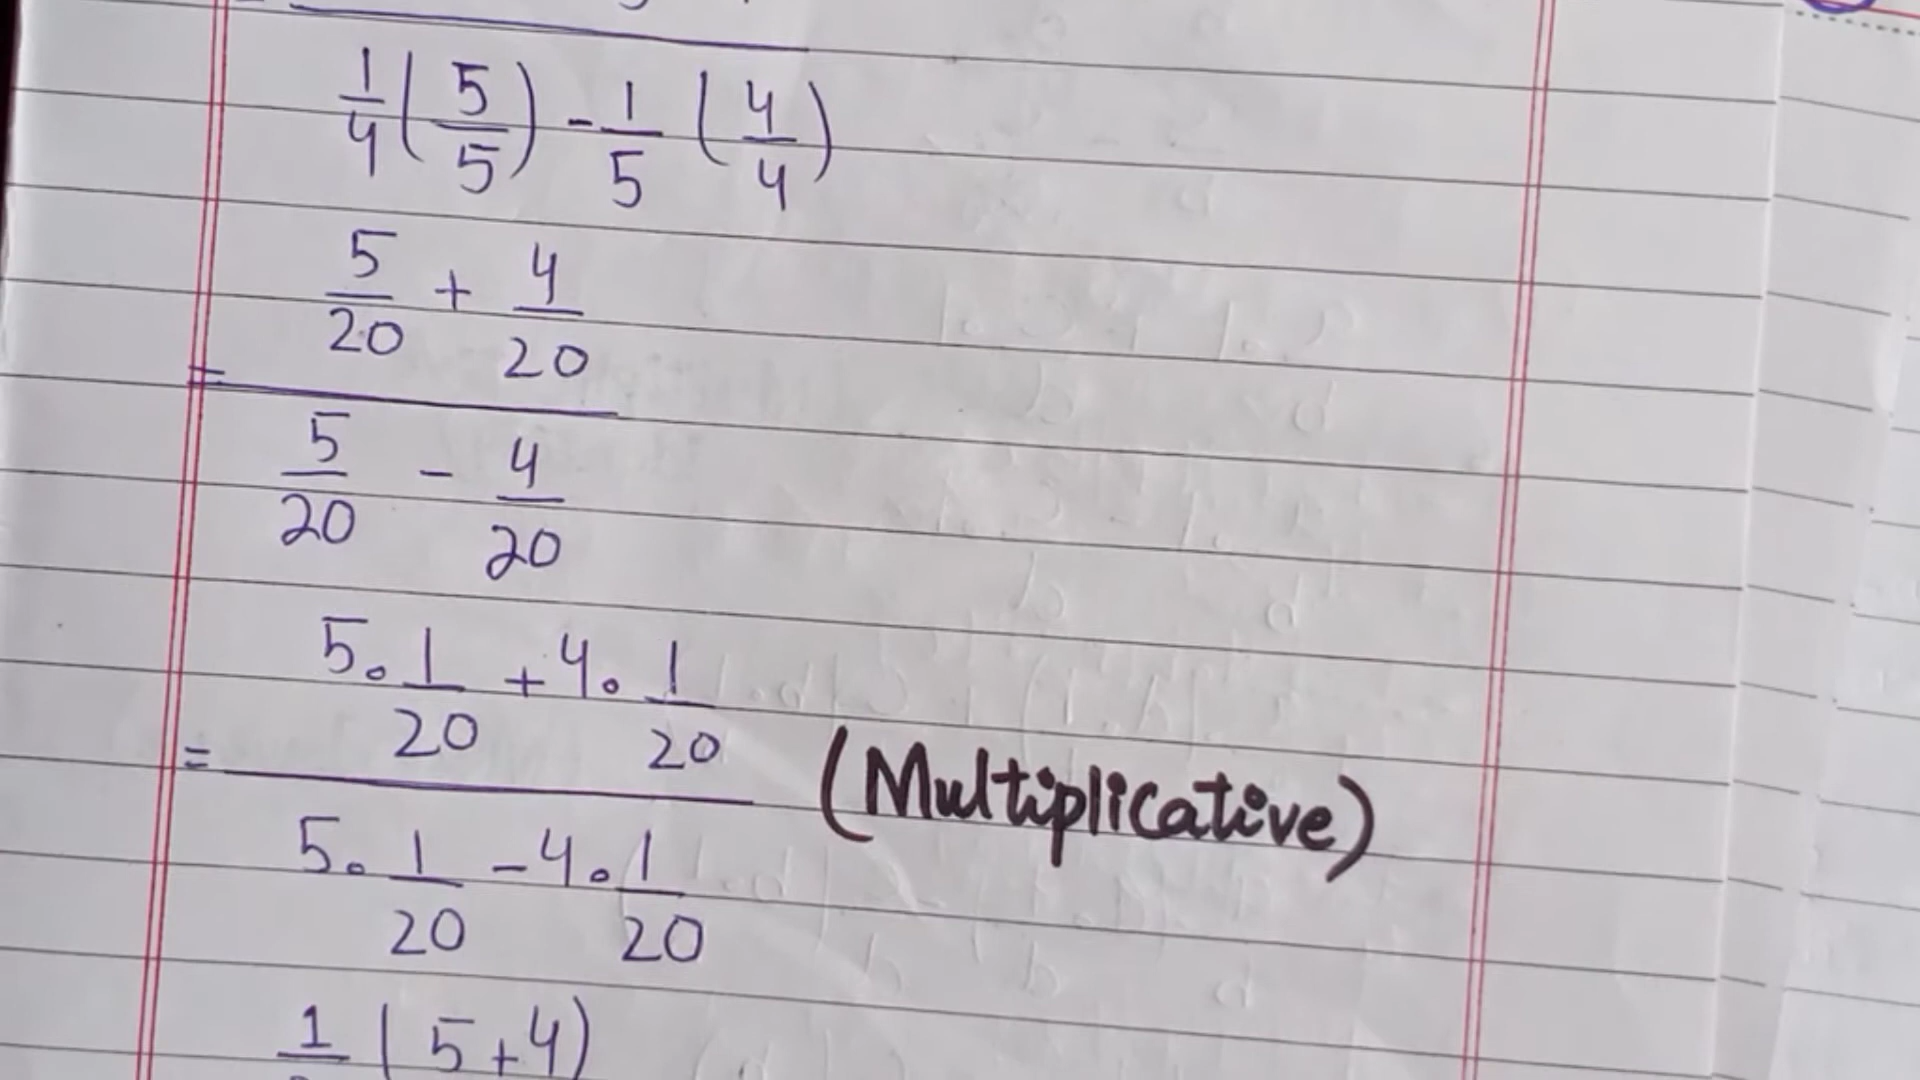 1/4 (5/5) - 1/5 (4/4)
5/20 + 4/20
=
5/20 - 4/20
5. 1/20 + 4. 1/20
= (Multiplicative)
5. 1/20 - 4. 1/20
1 (5+4)